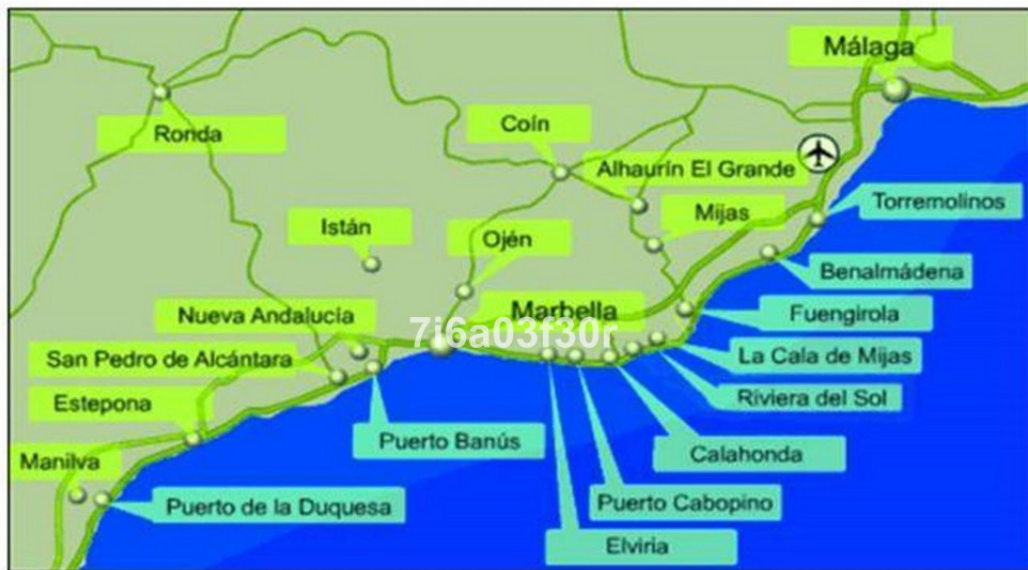 Málaga
Ronda
Coín
Alhaurín El Grande
Torremolinos
Istán
Ojén
Mijas
Benalmádena
Nueva Andalucía
Marbella
Fuengirola
7i6a03f30r
San Pedro de Alcántara
La Cala de Mijas
Estepona
Riviera del Sol
Puerto Banús
Calahonda
Manilva
Puerto de la Duquesa
Puerto Cabopino
Elviria